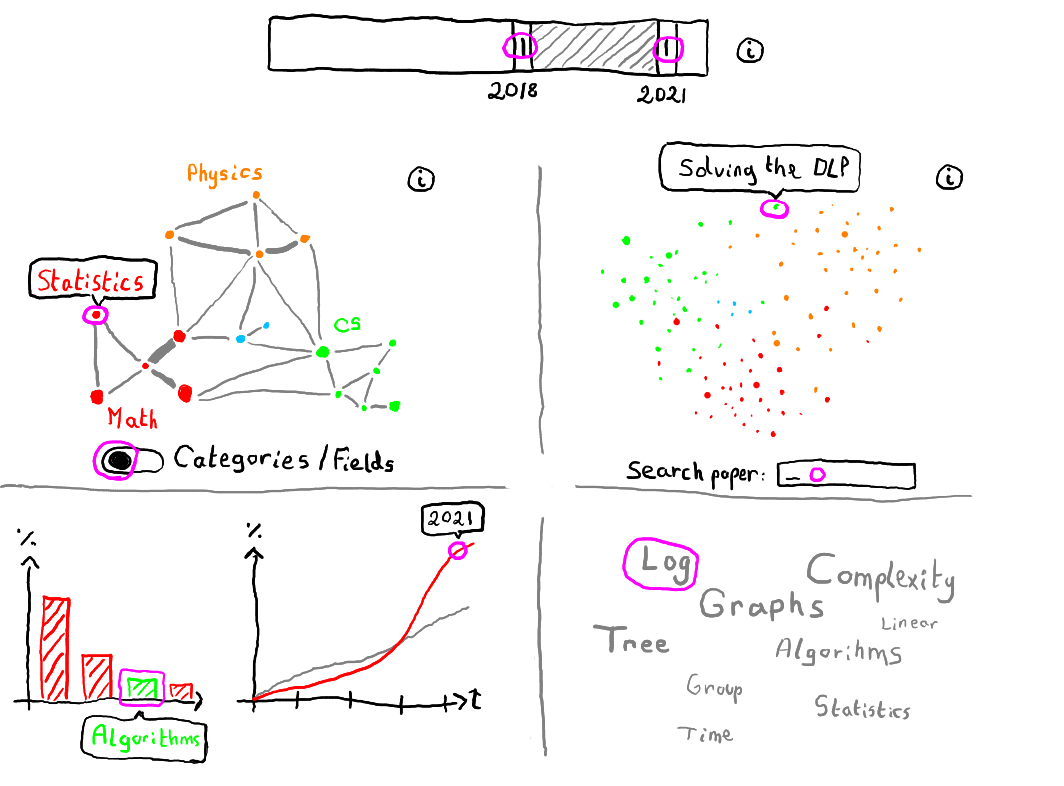 i
2018
2021
Physics
i
Statistics
CS
Math
Categories/Fields
Solving the DLP
i
Search paper: _
%
Algorithms
%
2021
t
Log
Complexity
Graphs
Linear
Tree
Algorihms
Group
Statistics
Time